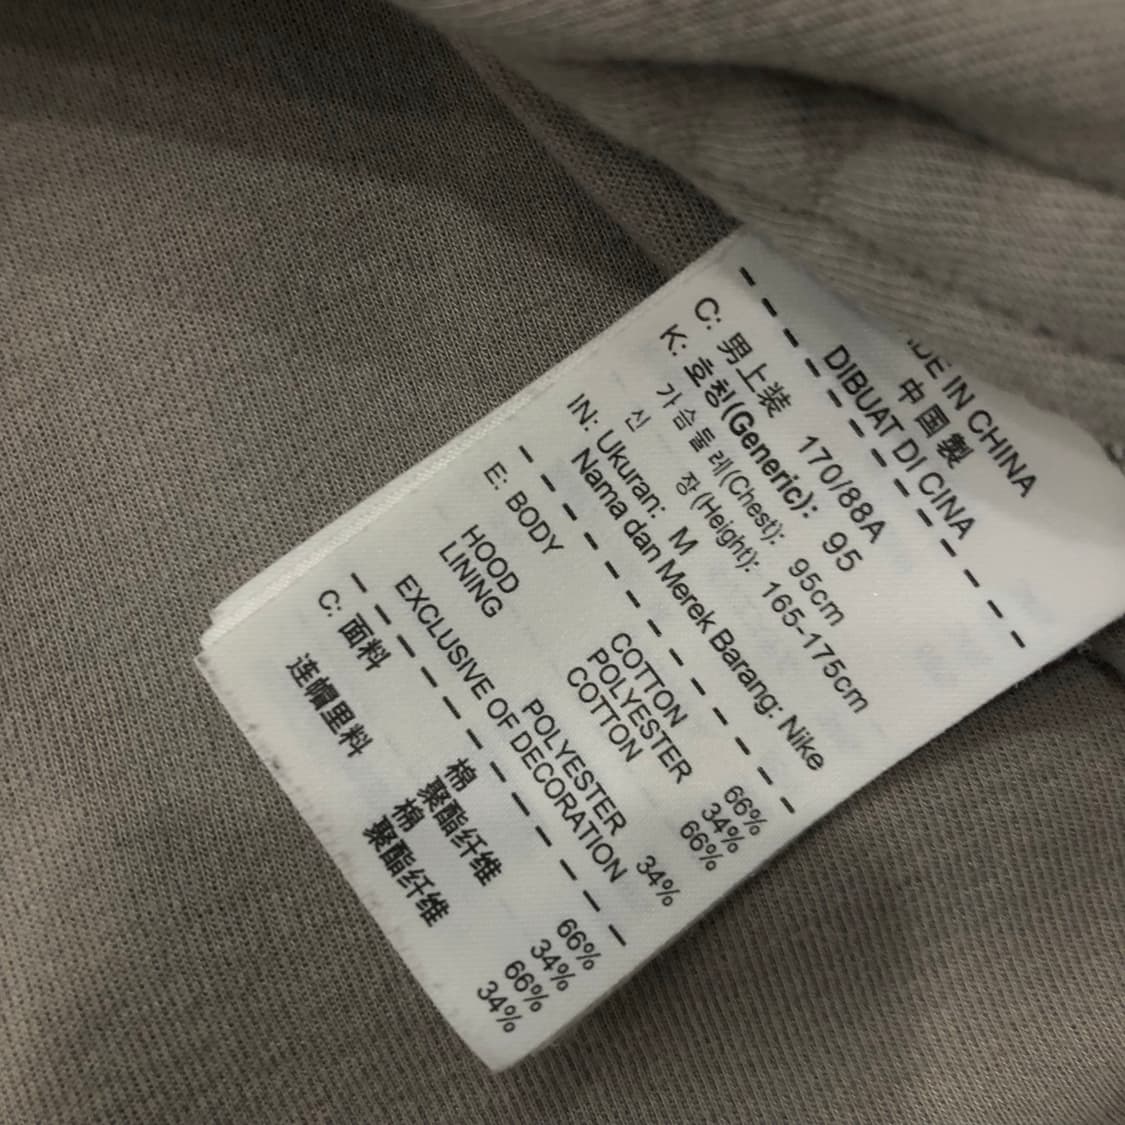 DE IN CHINA
中国製
DIBUAT DI CINA
C: 男上装 170/88A
K: 호칭(Generic): 95
가슴둘레(Chest): 95cm
신 장(Height): 165-175cm
IN: Ukuran: M
Nama dan Merek Barang: Nike
E: BODY COTTON 66%
POLYESTER 34%
HOOD COTTON 66%
LINING POLYESTER 34%
EXCLUSIVE OF DECORATION
C: 面料 棉 66%
聚酯纤维 34%
连帽里料 棉 66%
聚酯纤维 34%